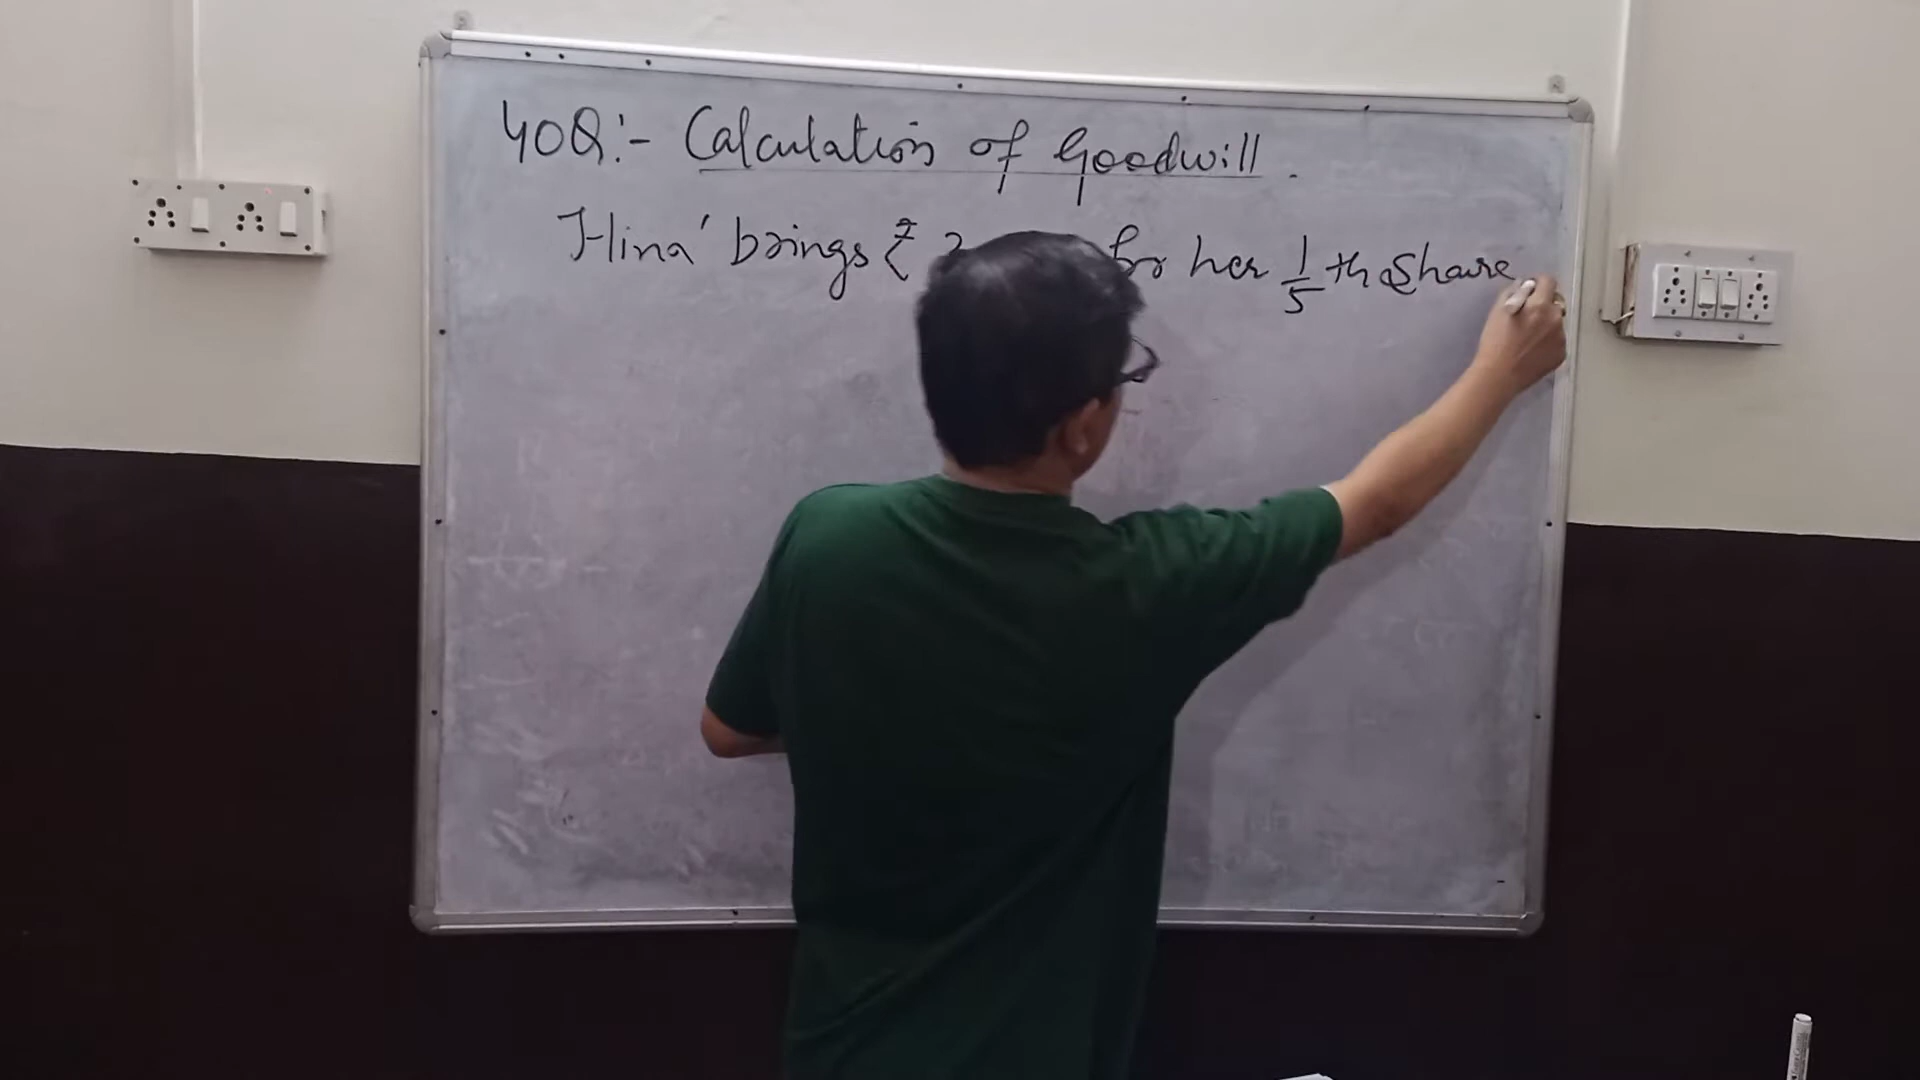 40Q:- Calculation of Goodwill.
Hina' brings ₹ for her 1/5 th Share